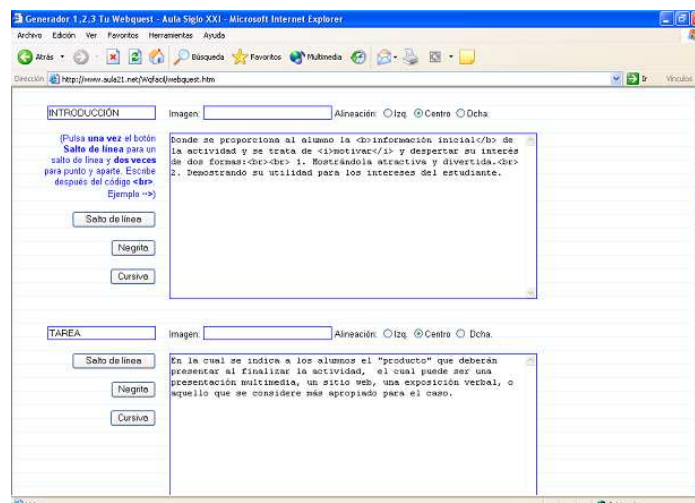 Generador 1,2,3 Tu Webquest - Aula Siglo XXI - Microsoft Internet Explorer
Archivo Edición Ver Favoritos Herramientas Ayuda
Atrás Búsqueda Favoritos Multimedia
Dirección http://www.aula21.net/Wqfacil/webquest.htm Ir Vínculos
INTRODUCCIÓN Imagen: Alineación: Izq. Centro Dcha.
(Pulsa una vez el botón
Salto de línea para un
salto de línea y dos veces
para punto y aparte. Escribe
después del código <br>.
Ejemplo -->)
Donde se proporciona al alumno la <b>información inicial</b> de
la actividad y se trata de <i>motivar</i> y despertar su interés
de dos formas:<br><br> 1. Mostrándola atractiva y divertida.<br>
2. Demostrando su utilidad para los intereses del estudiante.
Salto de línea
Negrita
Cursiva
TAREA Imagen: Alineación: Izq. Centro Dcha.
Salto de línea
Negrita
Cursiva
En la cual se indica a los alumnos el "producto" que deberán
presentar al finalizar la actividad, el cual puede ser una
presentación multimedia, un sitio web, una exposición verbal, o
aquello que se considere más apropiado para el caso.